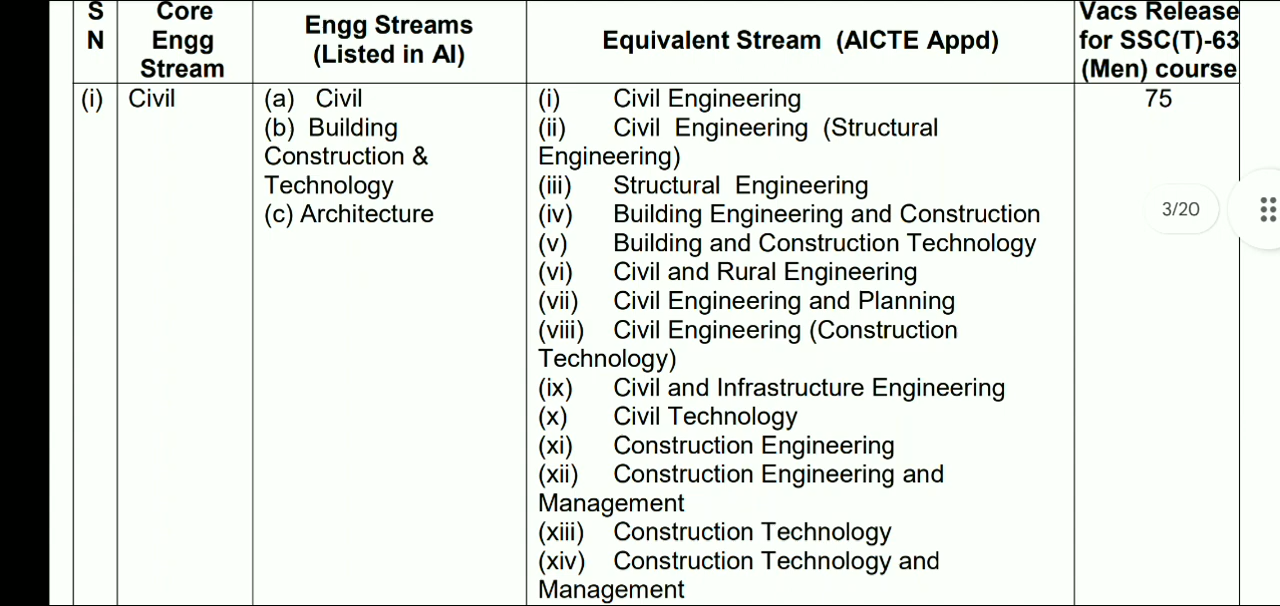 S N
Core Engg Stream
Engg Streams (Listed in AI)
Equivalent Stream (AICTE Appd)
Vacs Release for SSC(T)-63 (Men) course
(i) Civil
(a) Civil
(b) Building
Construction &
Technology
(c) Architecture
(i) Civil Engineering
(ii) Civil Engineering (Structural
Engineering)
(iii) Structural Engineering
(iv) Building Engineering and Construction
(v) Building and Construction Technology
(vi) Civil and Rural Engineering
(vii) Civil Engineering and Planning
(viii) Civil Engineering (Construction
Technology)
(ix) Civil and Infrastructure Engineering
(x) Civil Technology
(xi) Construction Engineering
(xii) Construction Engineering and
Management
(xiii) Construction Technology
(xiv) Construction Technology and
Management
75
3/20